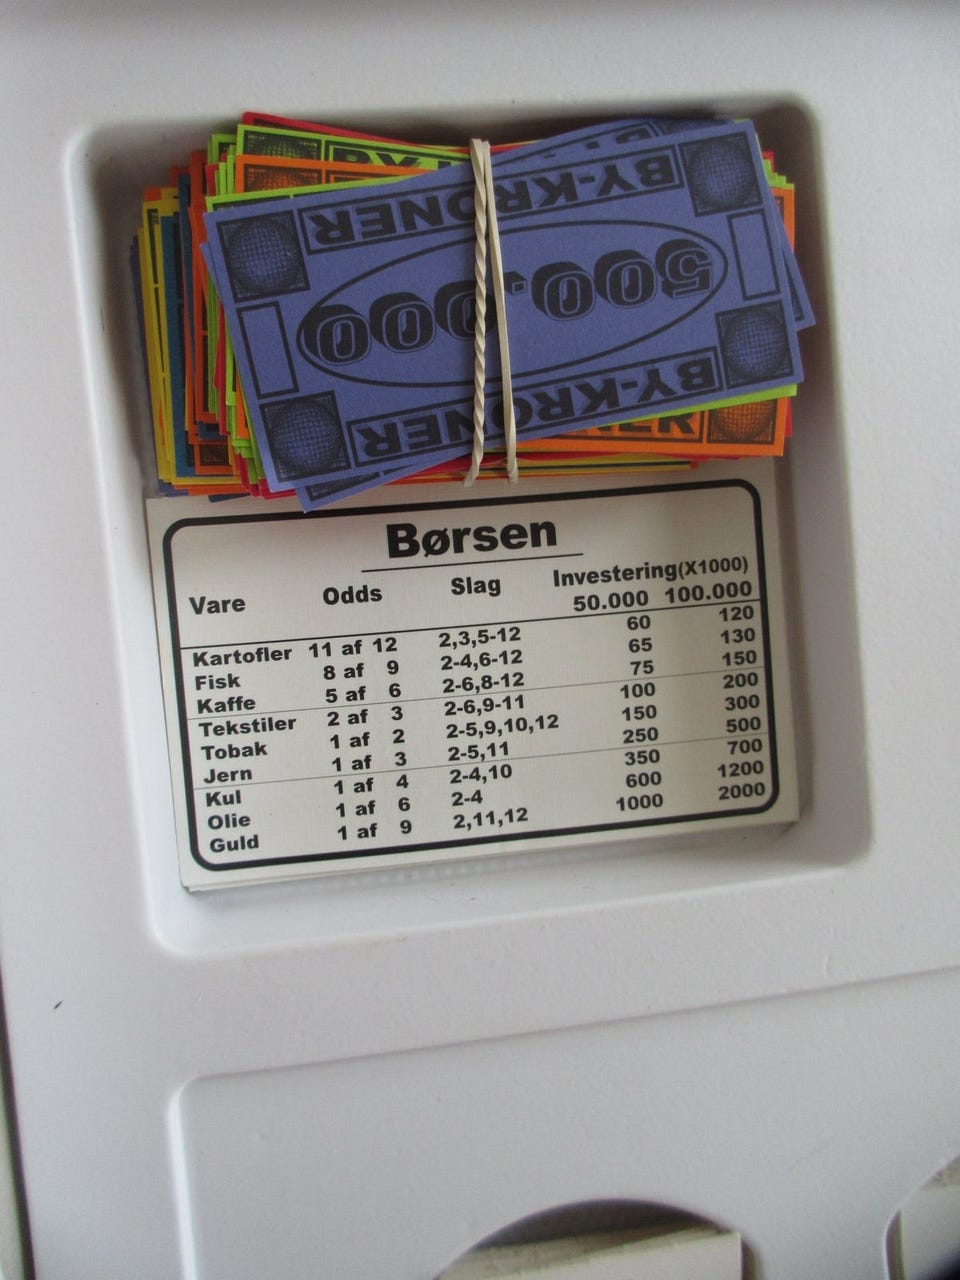 BY-KRONER
500.000
BY-KRONER
Børsen
Vare Odds Slag Investering(X1000)
50.000 100.000
Kartofler 11 af 12 2,3,5-12 60 120
Fisk 8 af 9 2-4,6-12 65 130
Kaffe 5 af 6 2-6,8-12 75 150
Tekstiler 2 af 3 2-6,9-11 100 200
Tobak 1 af 2 2-5,9,10,12 150 300
Jern 1 af 3 2-5,11 250 500
Kul 1 af 4 2-4,10 350 700
Olie 1 af 6 2-4 600 1200
Guld 1 af 9 2,11,12 1000 2000